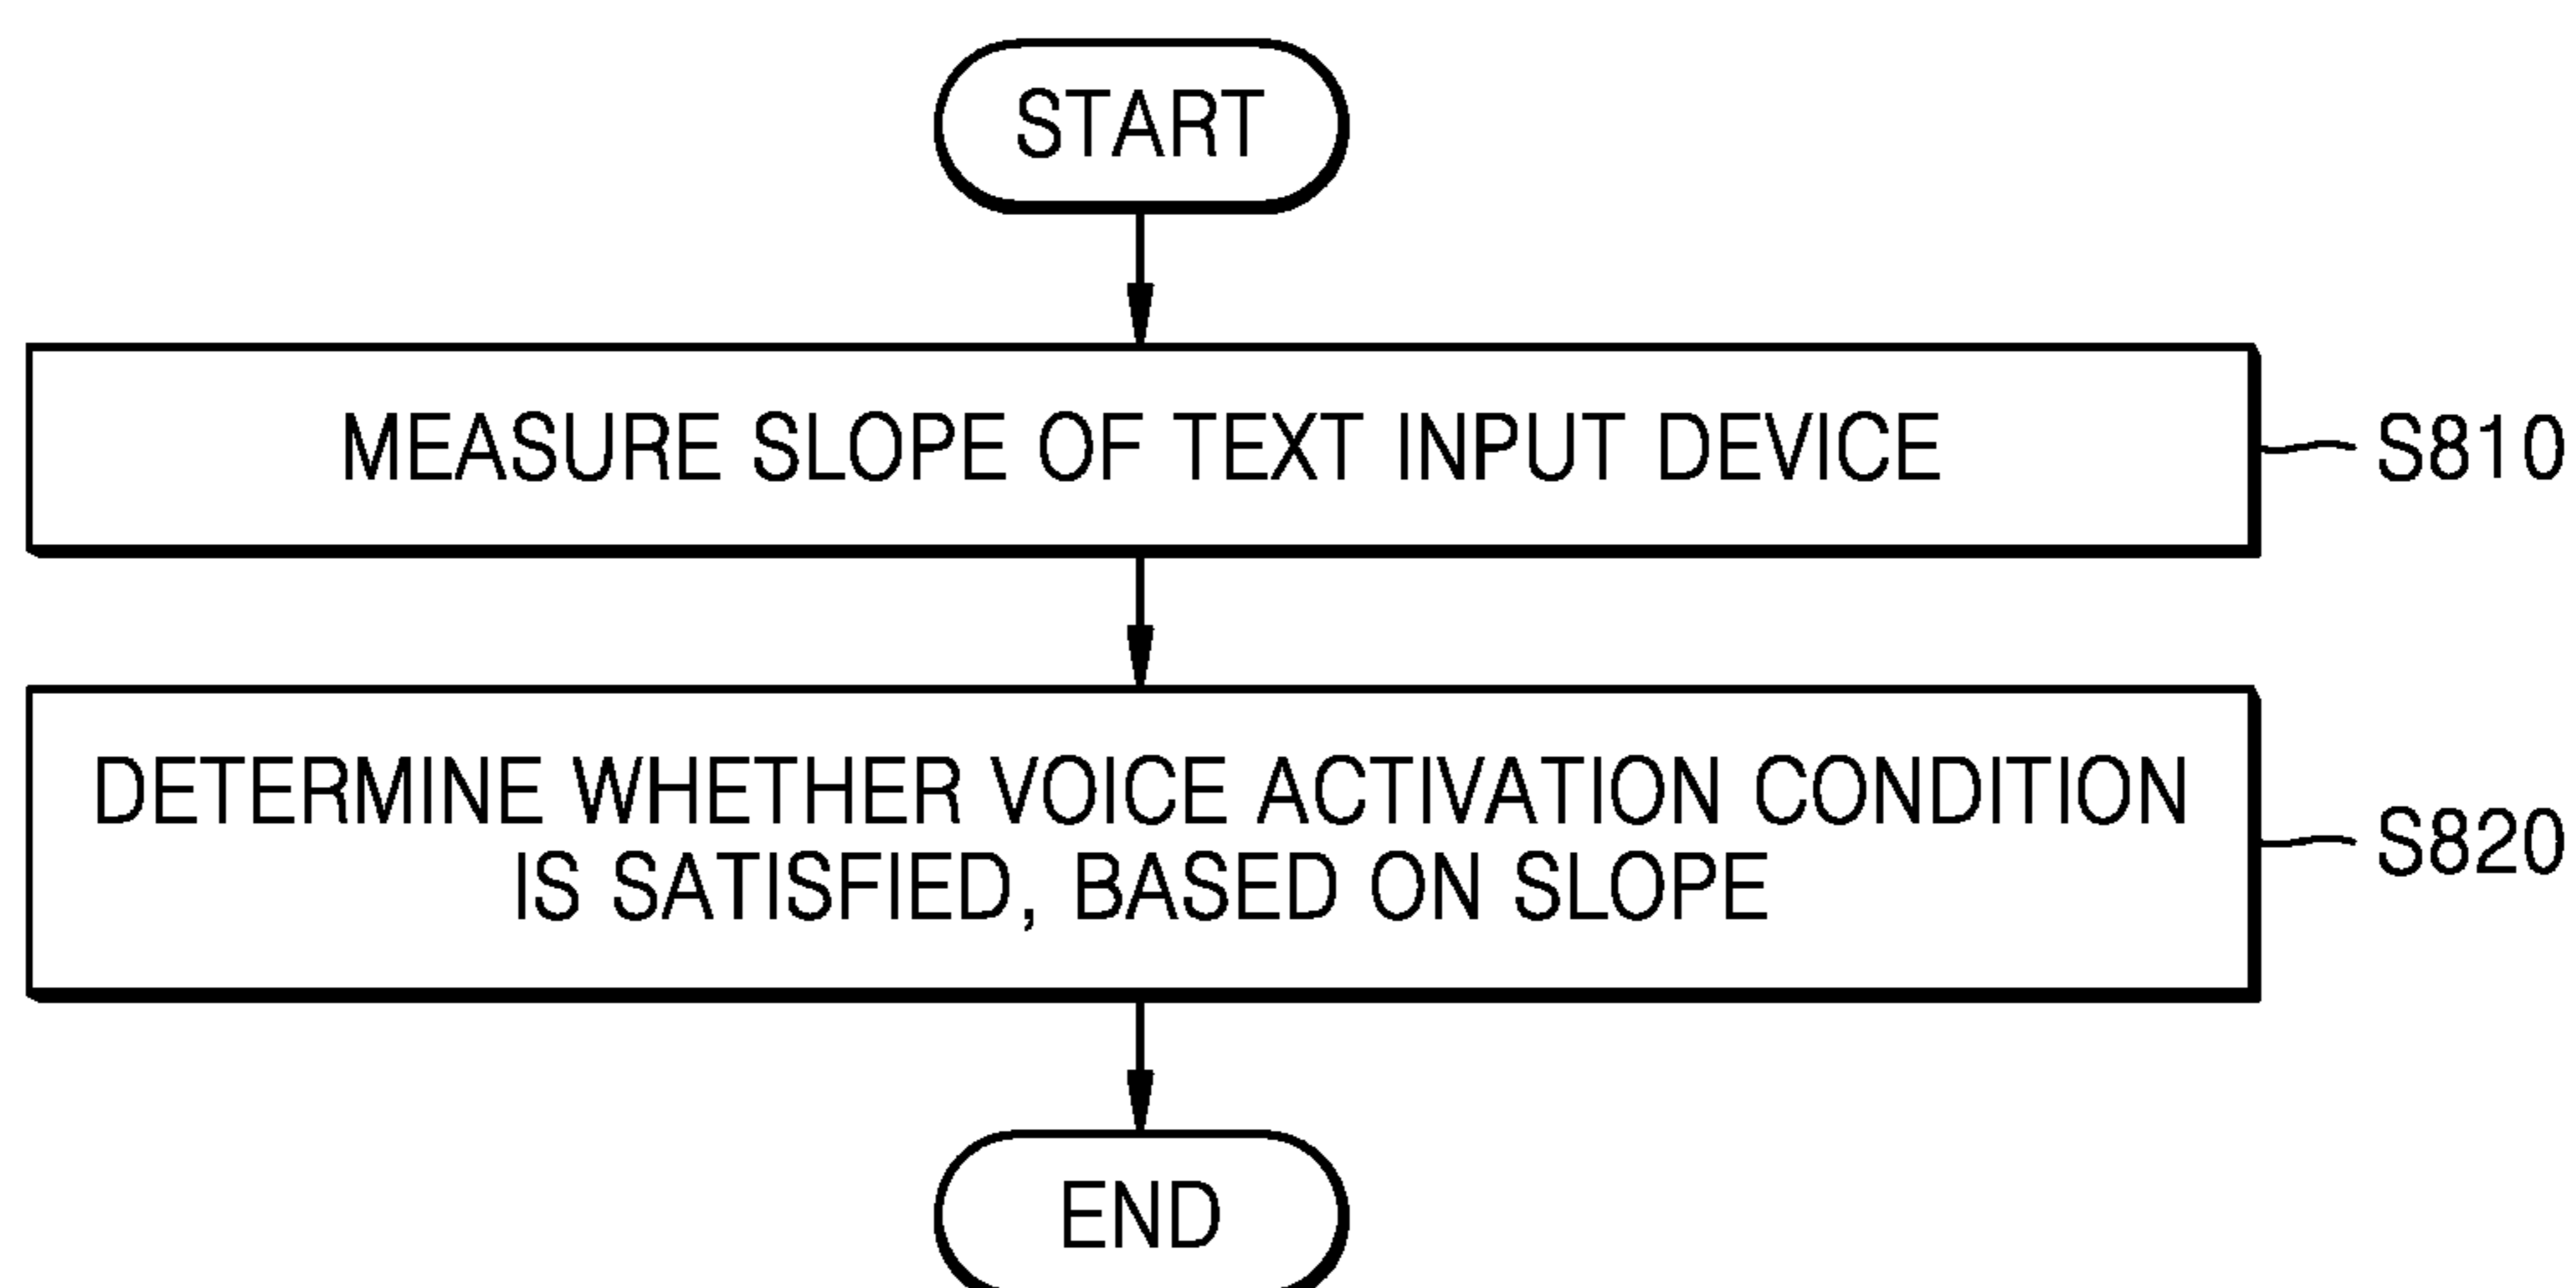 START
MEASURE SLOPE OF TEXT INPUT DEVICE
S810
DETERMINE WHETHER VOICE ACTIVATION CONDITION
IS SATISFIED, BASED ON SLOPE
S820
END